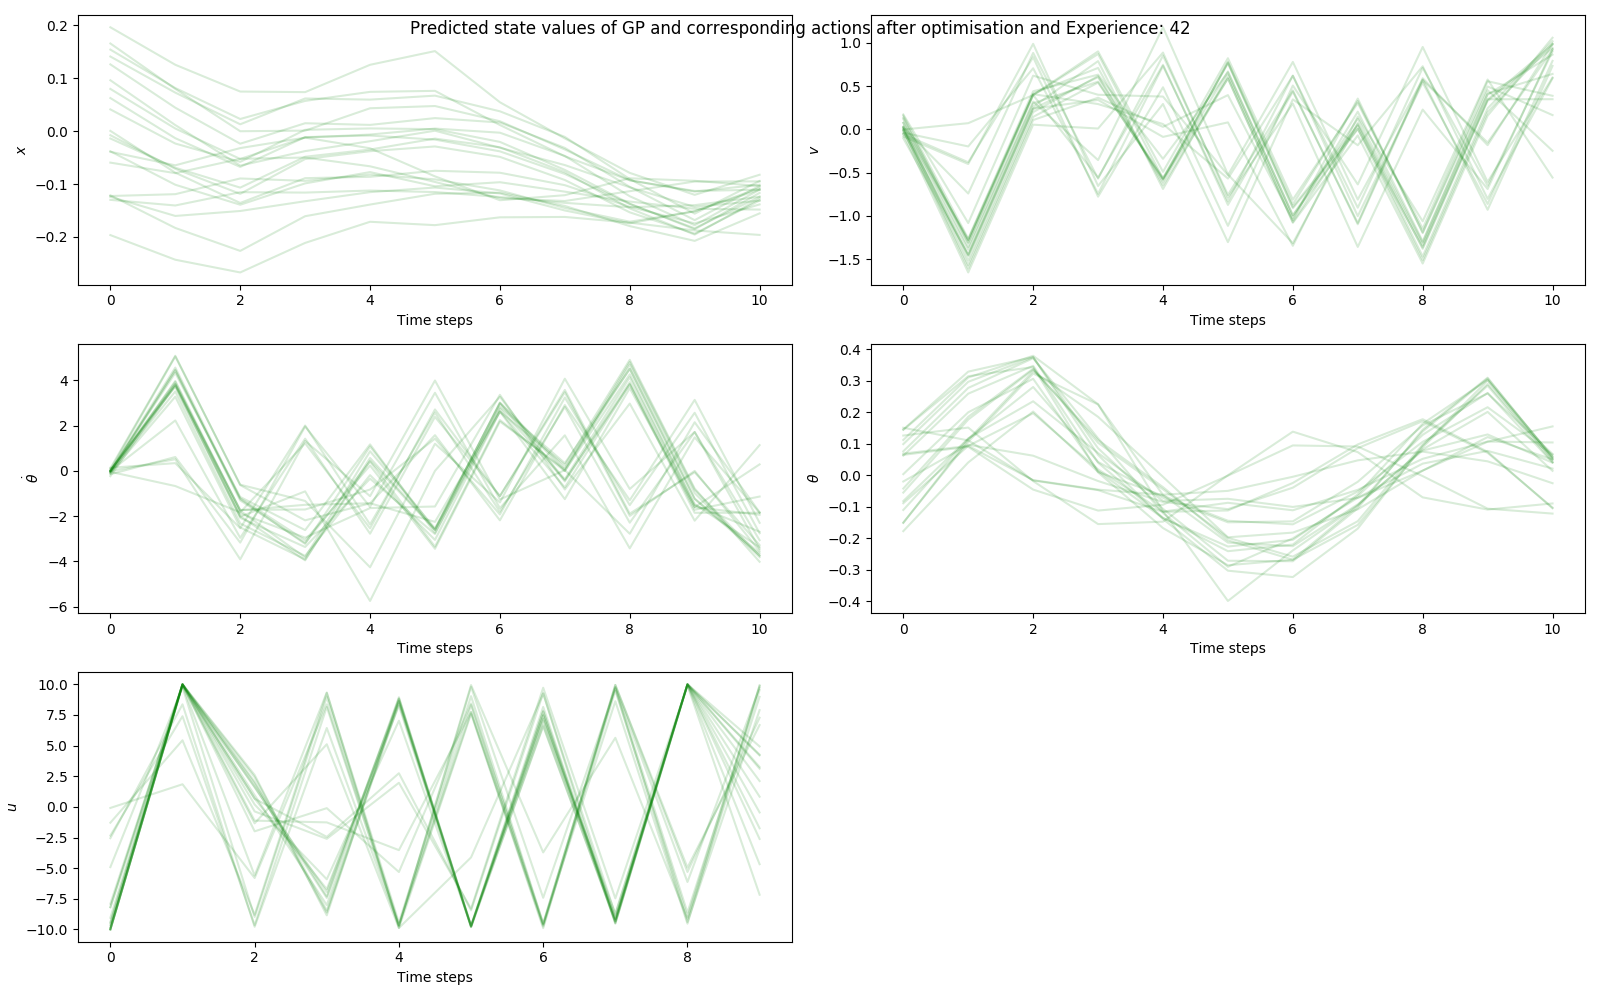 Predicted state values of GP and corresponding actions after optimisation and Experience: 42
0.2
0.1
0.0
−0.1
−0.2
x
0 2 4 6 8 10
Time steps
1.0
0.5
0.0
−0.5
−1.0
−1.5
v
0 2 4 6 8 10
Time steps
4
2
0
−2
−4
−6
θ̇
0 2 4 6 8 10
Time steps
0.4
0.3
0.2
0.1
0.0
−0.1
−0.2
−0.3
−0.4
θ
0 2 4 6 8 10
Time steps
10.0
7.5
5.0
2.5
0.0
−2.5
−5.0
−7.5
−10.0
u
0 2 4 6 8
Time steps